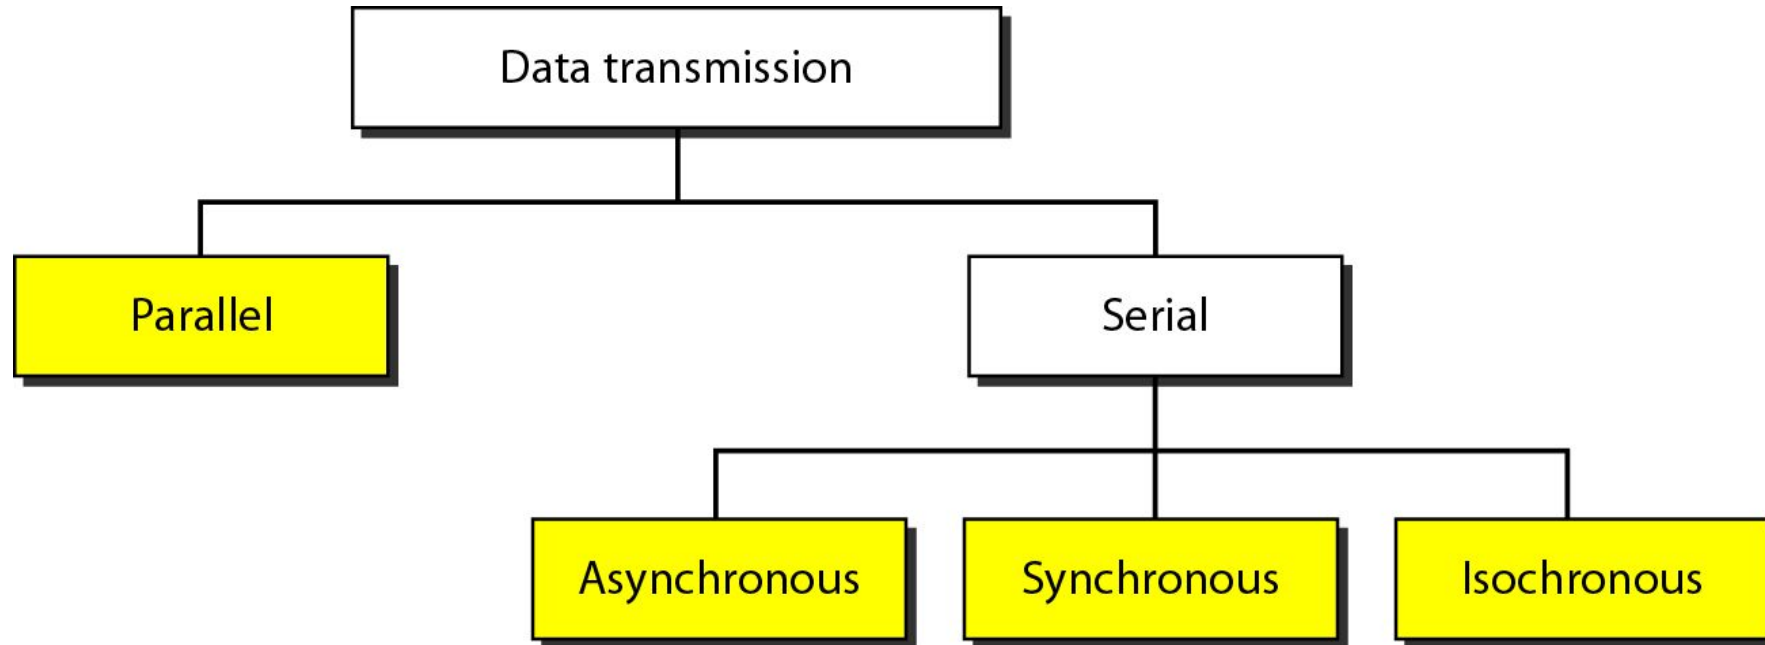 Data transmission
Parallel
Serial
Asynchronous
Synchronous
Isochronous